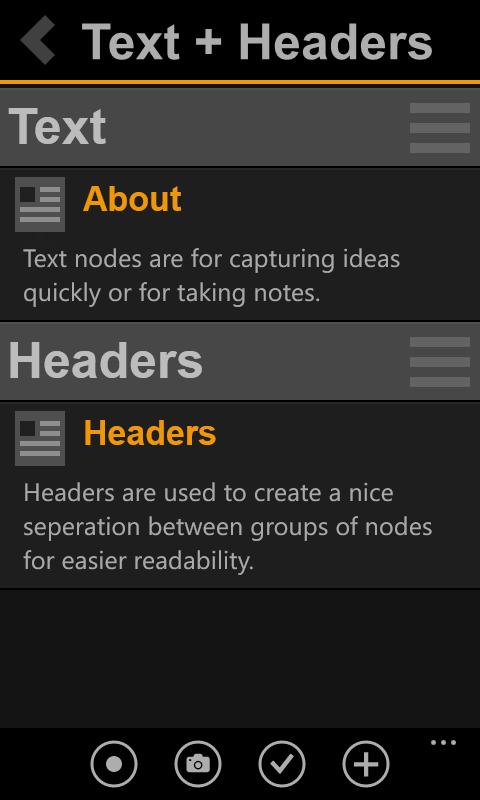 Text + Headers
Text
About
Text nodes are for capturing ideas
quickly or for taking notes.
Headers
Headers
Headers are used to create a nice
seperation between groups of nodes
for easier readability.